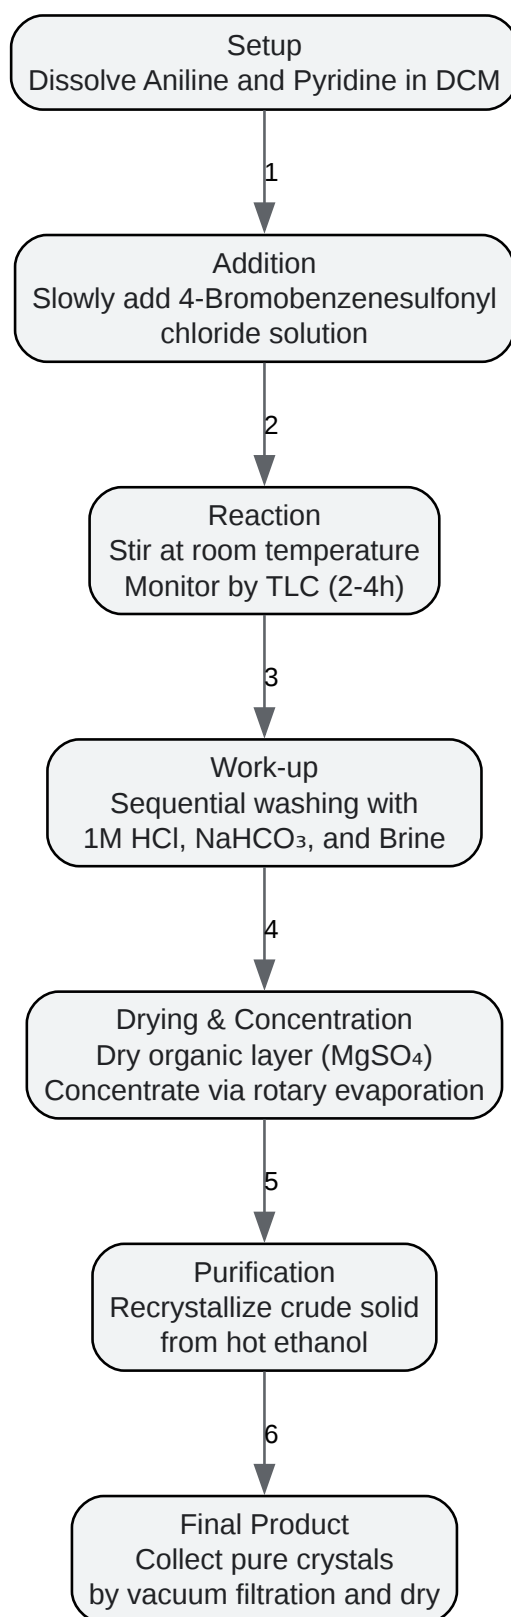 Setup
Dissolve Aniline and Pyridine in DCM
1
Addition
Slowly add 4-Bromobenzenesulfonyl
chloride solution
2
Reaction
Stir at room temperature
Monitor by TLC (2-4h)
3
Work-up
Sequential washing with
1M HCl, NaHCO₃, and Brine
4
Drying & Concentration
Dry organic layer (MgSO₄)
Concentrate via rotary evaporation
5
Purification
Recrystallize crude solid
from hot ethanol
6
Final Product
Collect pure crystals
by vacuum filtration and dry